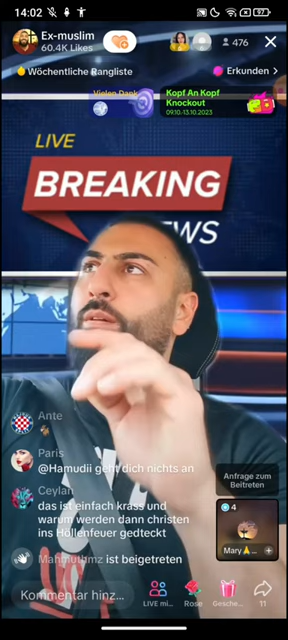 14:02
97
Ex-muslim
60.4K Likes
476
Wöchentliche Rangliste
Erkunden
Vielen Dank
Kopf An Kopf
Knockout
09.10-13.10.2023
LIVE
BREAKING
NEWS
Ante
Paris
@Hamudii geht dich nichts an
Ceylan
das ist einfach krass und
warum werden dann christen
ins Höllenfeuer gedteckt
ist beigetreten
Anfrage zum
Beitreten
4
Mary
Kommentar hinz...
LIVE mi...
Rose
Gesche...
11